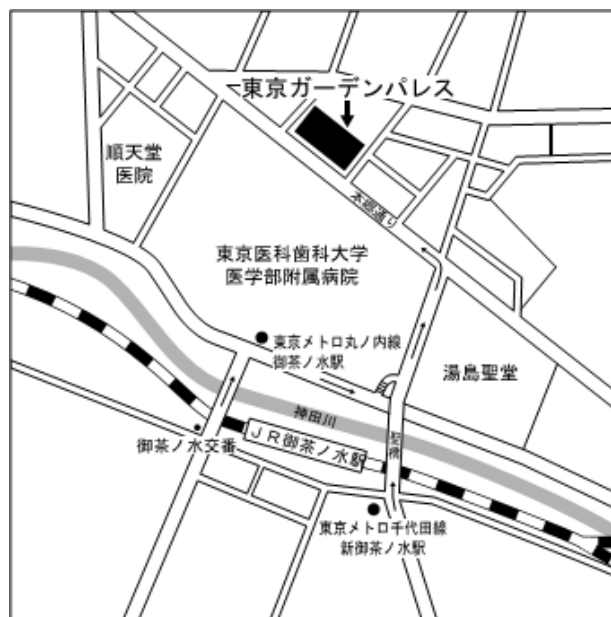 東京ガーデンパレス
順天堂
医院
本郷通り
東京医科歯科大学
医学部附属病院
東京メトロ丸ノ内線
御茶ノ水駅
湯島聖堂
神田川
聖橋
御茶ノ水交番
JR御茶ノ水駅
東京メトロ千代田線
新御茶ノ水駅